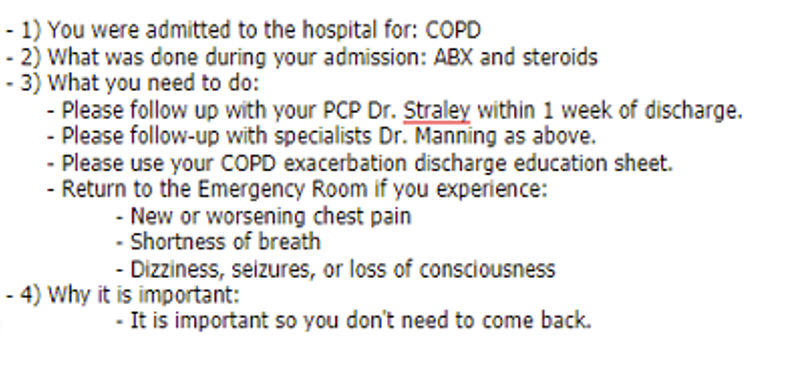 - 1) You were admitted to the hospital for: COPD
- 2) What was done during your admission: ABX and steroids
- 3) What you need to do:
- Please follow up with your PCP Dr. Straley within 1 week of discharge.
- Please follow-up with specialists Dr. Manning as above.
- Please use your COPD exacerbation discharge education sheet.
- Return to the Emergency Room if you experience:
- New or worsening chest pain
- Shortness of breath
- Dizziness, seizures, or loss of consciousness
- 4) Why it is important:
- It is important so you don't need to come back.